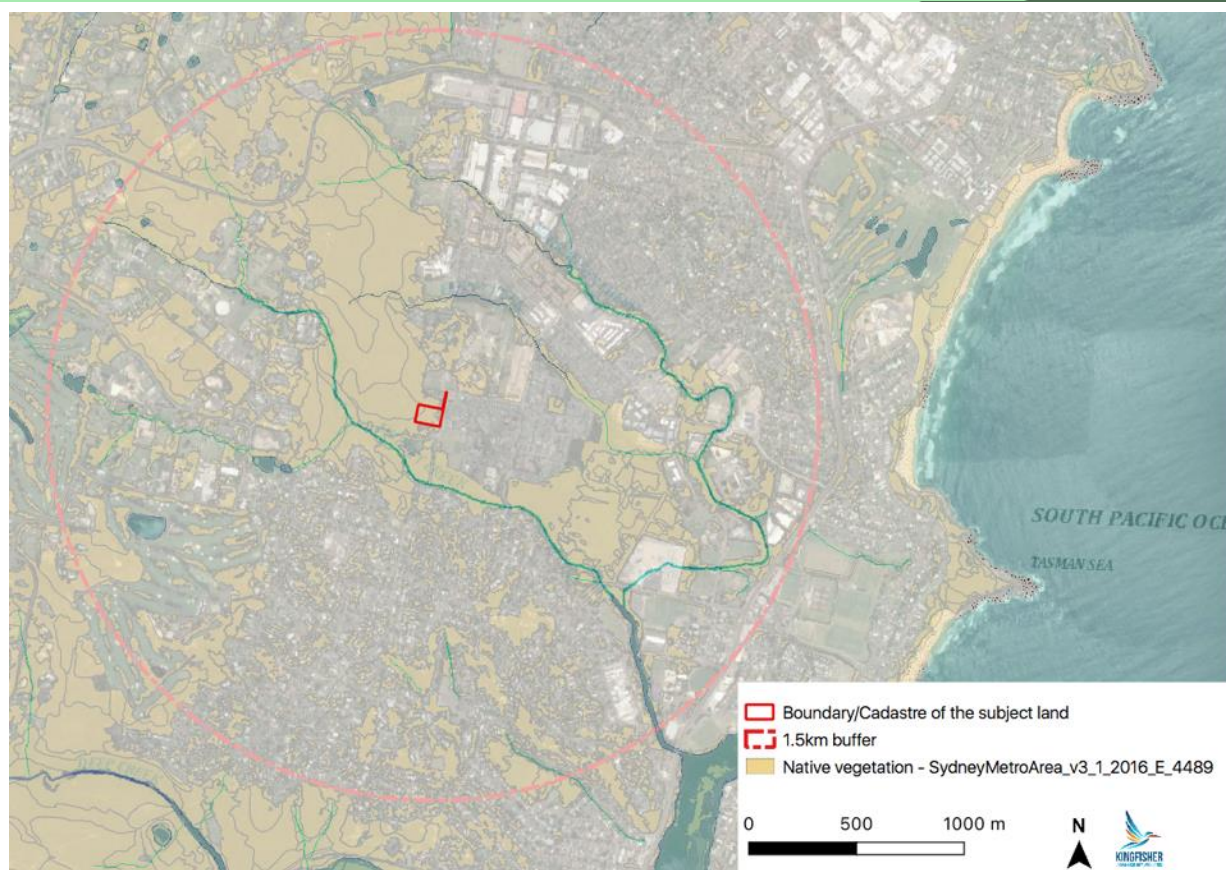 SOUTH PACIFIC OCE
TASMAN SEA
Boundary/Cadastre of the subject land
1.5km buffer
Native vegetation - SydneyMetroArea_v3_1_2016_E_4489
0 500 1000 m
N
KINGFISHER